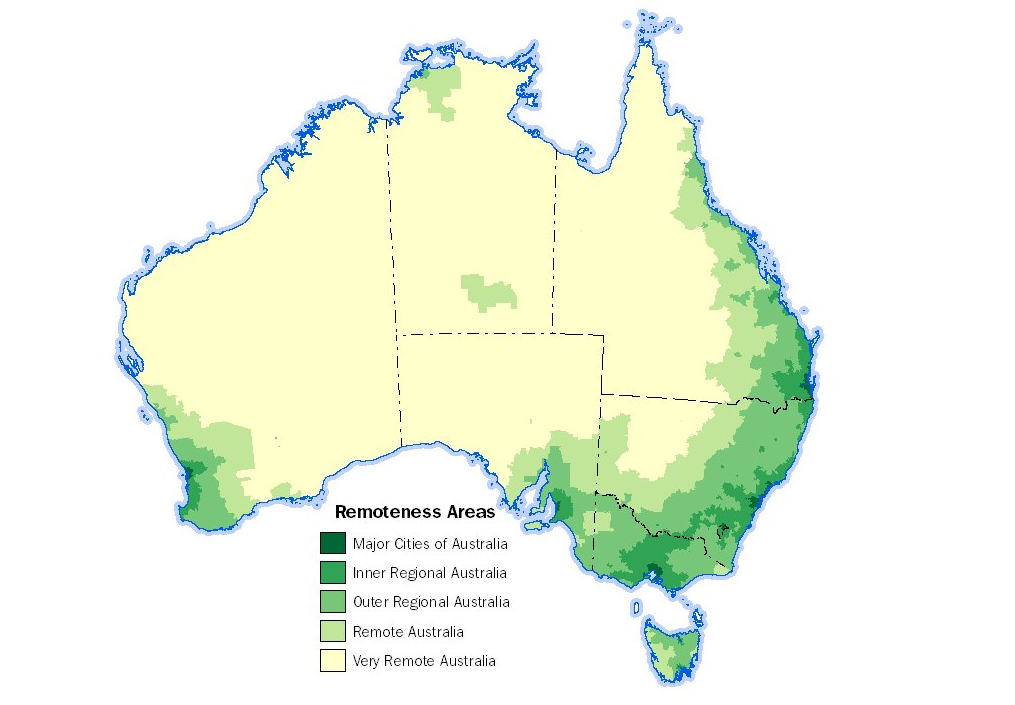 Remoteness Areas
Major Cities of Australia
Inner Regional Australia
Outer Regional Australia
Remote Australia
Very Remote Australia